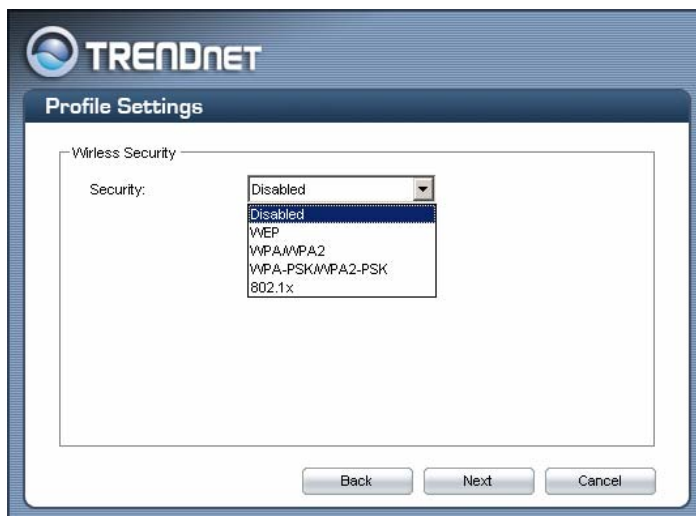 TRENDNET
Profile Settings
Wirless Security
Security:
Disabled
Disabled
WEP
WPA/WPA2
WPA-PSK/WPA2-PSK
802.1x
Back
Next
Cancel